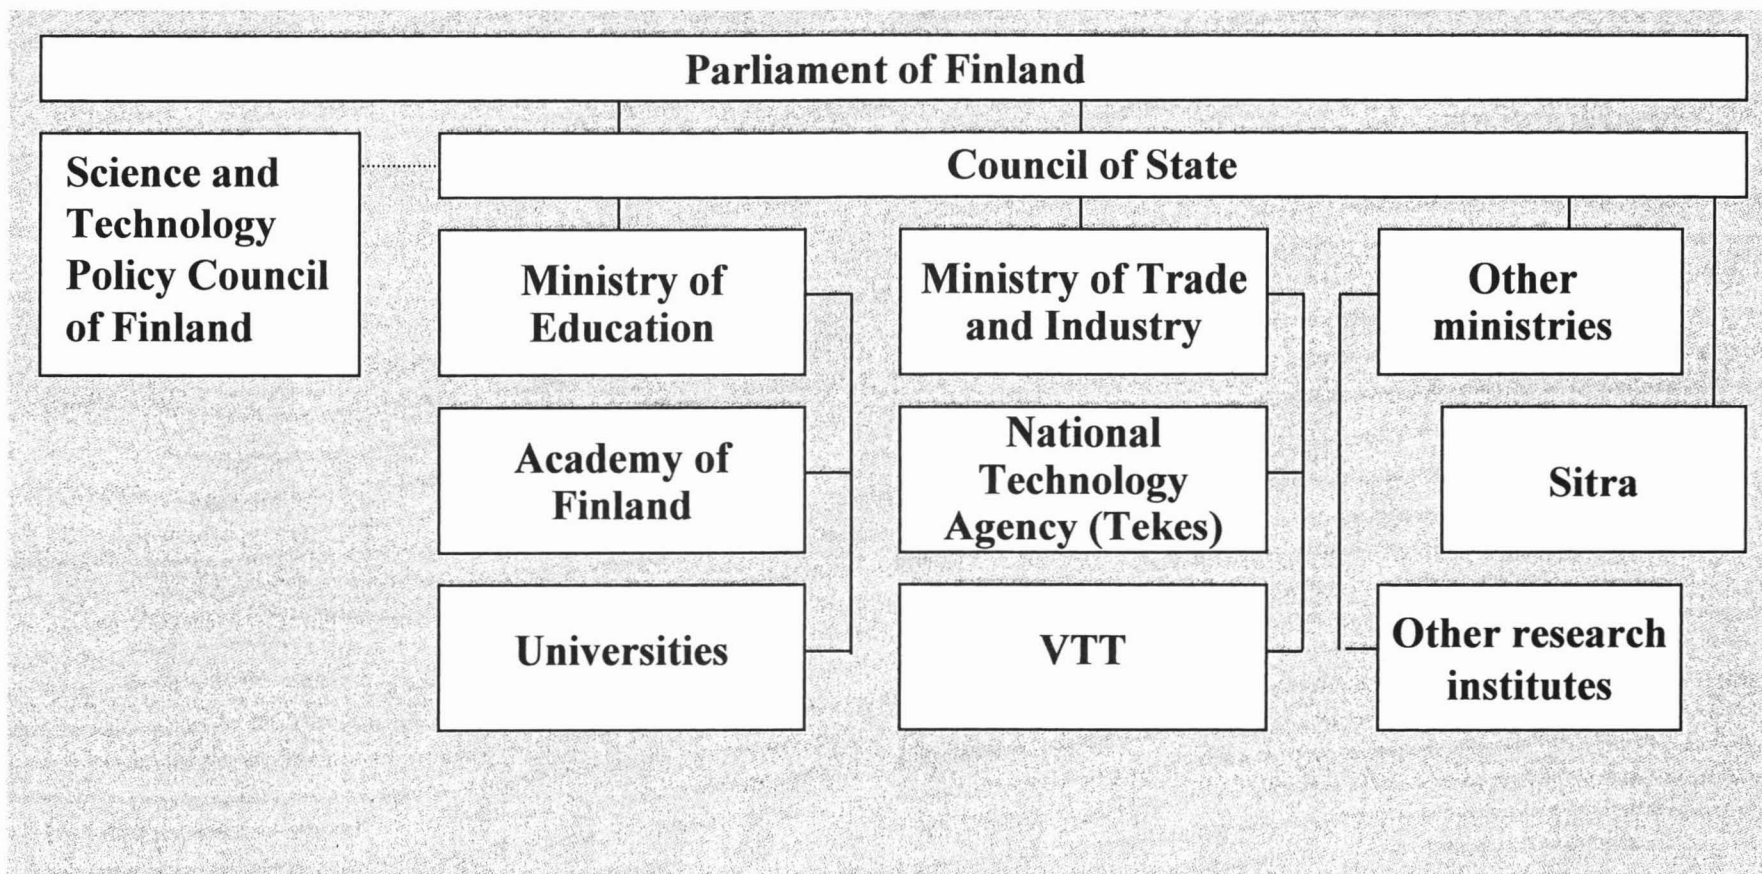 Parliament of Finland
Science and
Technology
Policy Council
of Finland
Council of State
Ministry of
Education
Ministry of Trade
and Industry
Other
ministries
Academy of
Finland
National
Technology
Agency (Tekes)
Sitra
Universities
VTT
Other research
institutes